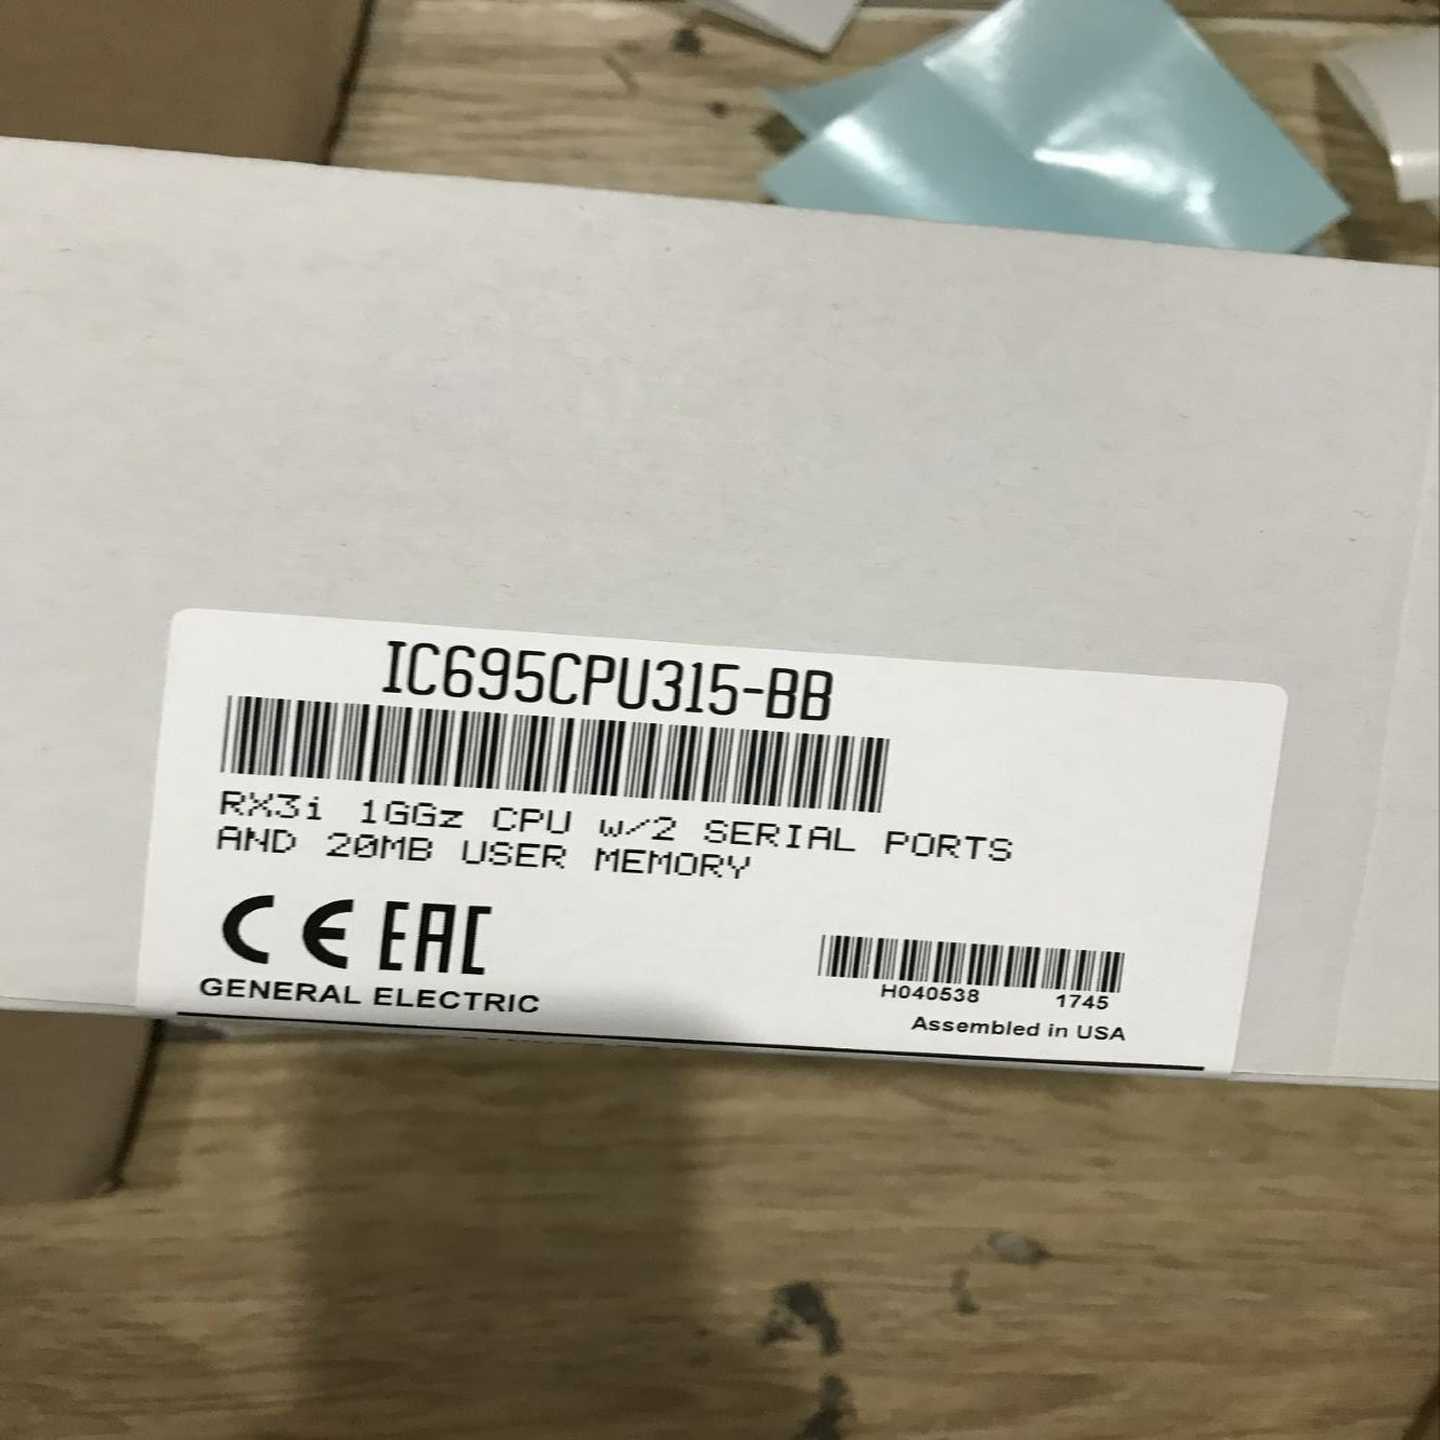 IC695CPU315-BB
RX3i 1GGz CPU w/2 SERIAL PORTS
AND 20MB USER MEMORY
CE EAC
GENERAL ELECTRIC
H040538 1745
Assembled in USA